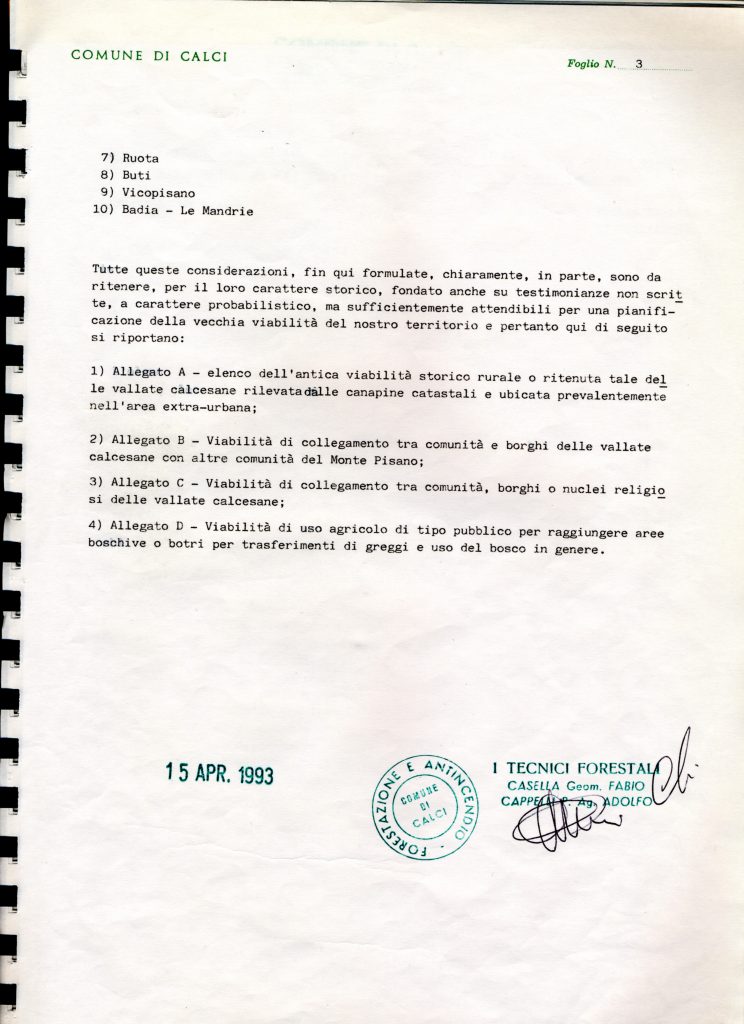 COMUNE DI CALCI
Foglio N. 3
7) Ruota
8) Buti
9) Vicopisano
10) Badia - Le Mandrie
Tutte queste considerazioni, fin qui formulate, chiaramente, in parte, sono da
ritenere, per il loro carattere storico, fondato anche su testimonianze non scrit
te, a carattere probabilistico, ma sufficientemente attendibili per una pianifi-
cazione della vecchia viabilità del nostro territorio e pertanto qui di seguito
si riportano:
1) Allegato A - elenco dell'antica viabilità storico rurale o ritenuta tale del
le vallate calcesane rilevata dalle canapine catastali e ubicata prevalentemente
nell'area extra-urbana;
2) Allegato B - Viabilità di collegamento tra comunità e borghi delle vallate
calcesane con altre comunità del Monte Pisano;
3) Allegato C - Viabilità di collegamento tra comunità, borghi o nuclei religio
si delle vallate calcesane;
4) Allegato D - Viabilità di uso agricolo di tipo pubblico per raggiungere aree
boschive o botri per trasferimenti di greggi e uso del bosco in genere.
15 APR. 1993
FORESTAZIONE E ANTINCENDIO -
COMUNE
DI
CALCI
I TECNICI FORESTALI
CASELLA Geom. FABIO
Ag. ADOLFO